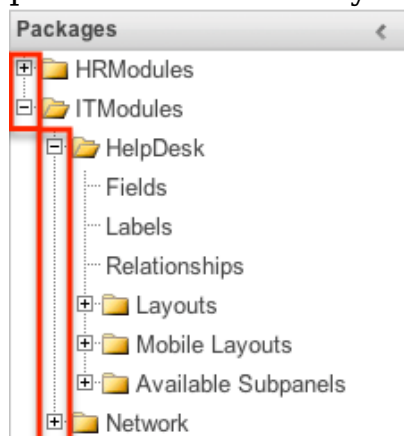 Packages
HRModules
ITModules
HelpDesk
Fields
Labels
Relationships
Layouts
Mobile Layouts
Available Subpanels
Network